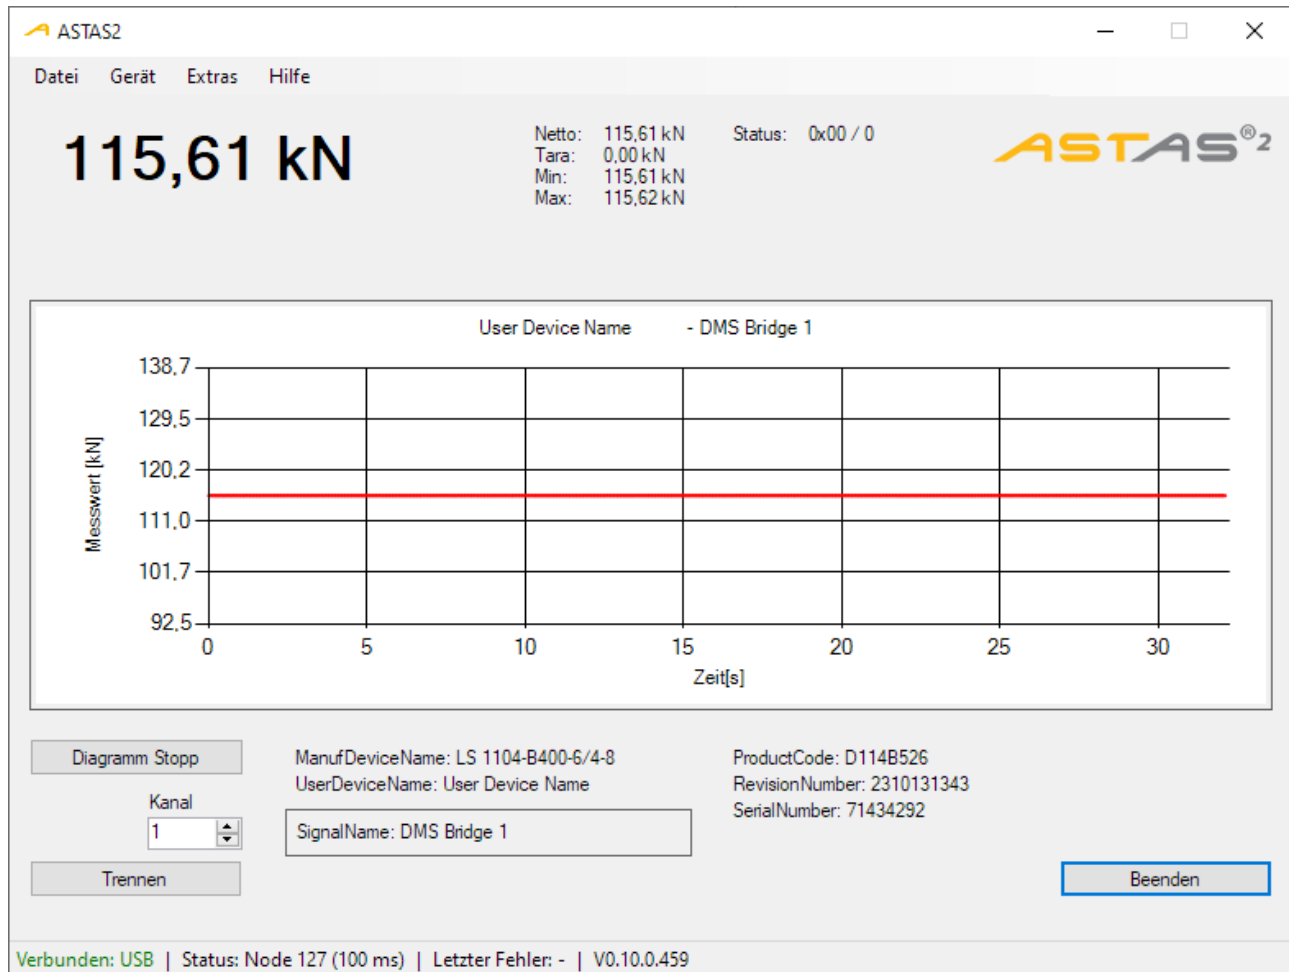 ASTAS2
Datei Gerät Extras Hilfe
115,61 kN
Netto: 115,61 kN
Tara: 0,00 kN
Min: 115,61 kN
Max: 115,62 kN
Status: 0x00 / 0
ASTAS®2
User Device Name - DMS Bridge 1
Messwert [kN]
138,7
129,5
120,2
111,0
101,7
92,5
0 5 10 15 20 25 30
Zeit[s]
Diagramm Stopp
Kanal
1
Trennen
ManufDeviceName: LS 1104-B400-6/4-8
UserDeviceName: User Device Name
SignalName: DMS Bridge 1
ProductCode: D114B526
RevisionNumber: 2310131343
SerialNumber: 71434292
Beenden
Verbunden: USB | Status: Node 127 (100 ms) | Letzter Fehler: - | V0.10.0.459